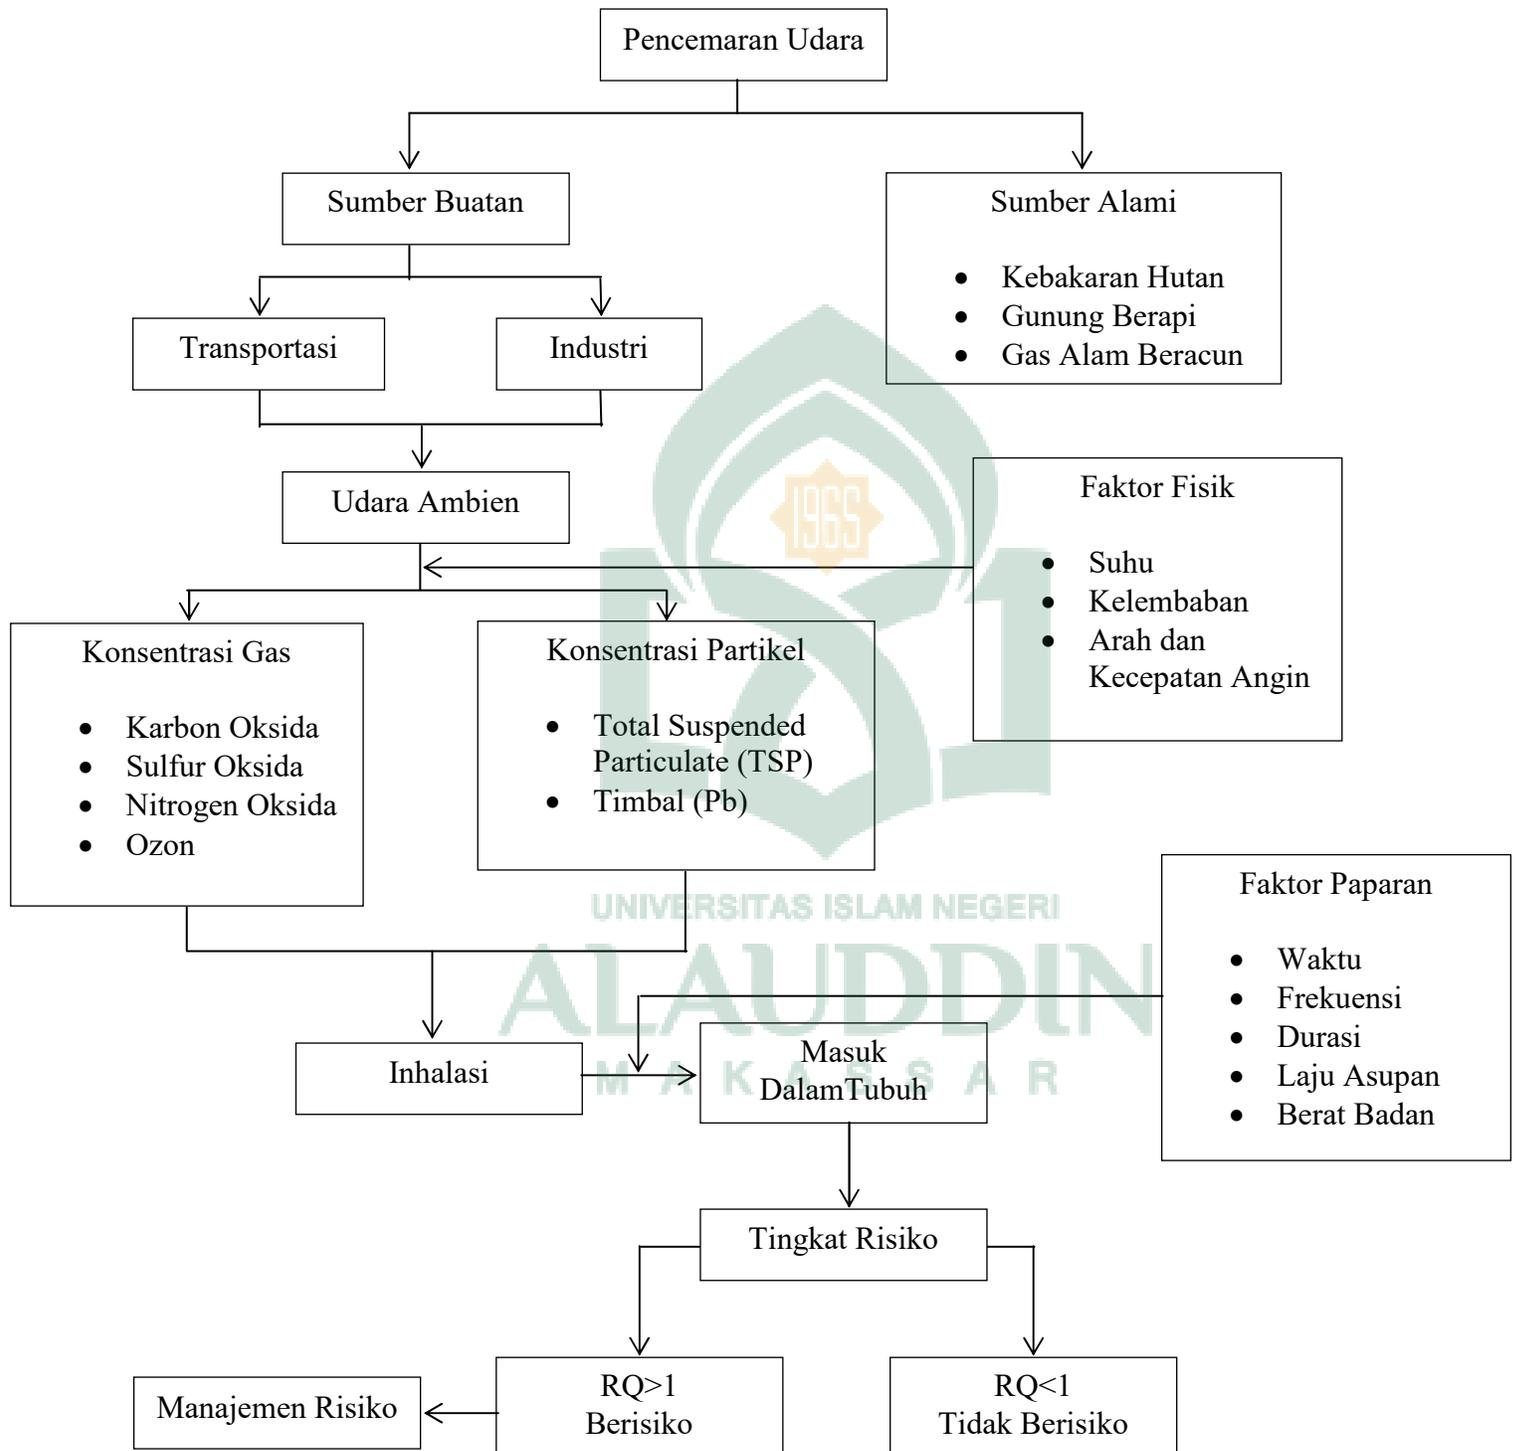 Pencemaran Udara
Sumber Buatan
Sumber Alami
• Kebakaran Hutan
• Gunung Berapi
• Gas Alam Beracun
Transportasi
Industri
Udara Ambien
Faktor Fisik
• Suhu
• Kelembaban
• Arah dan
Kecepatan Angin
1965
Konsentrasi Gas
• Karbon Oksida
• Sulfur Oksida
• Nitrogen Oksida
• Ozon
Konsentrasi Partikel
• Total Suspended
Particulate (TSP)
• Timbal (Pb)
UNIVERSITAS ISLAM NEGERI
ALAUDDIN
MAKASSAR
Faktor Paparan
• Waktu
• Frekuensi
• Durasi
• Laju Asupan
• Berat Badan
Inhalasi
Masuk
DalamTubuh
Tingkat Risiko
Manajemen Risiko
RQ>1
Berisiko
RQ<1
Tidak Berisiko